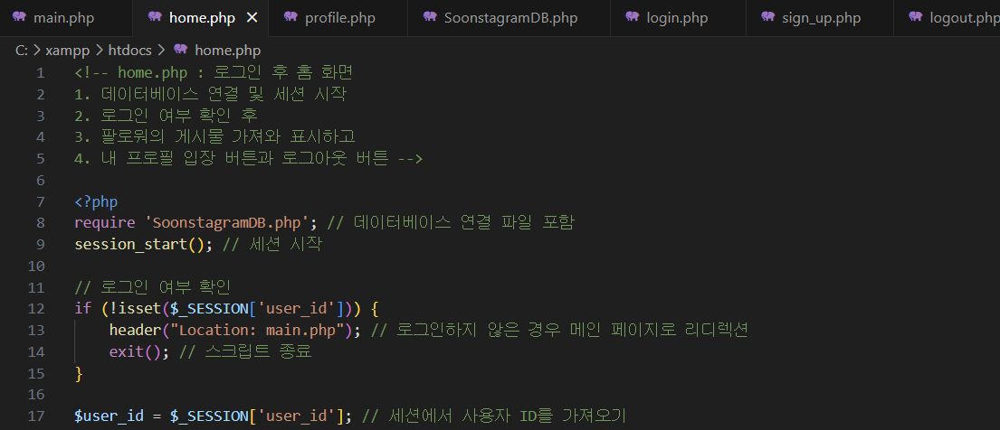 main.php home.php profile.php SoonstagramDB.php login.php sign_up.php logout.php
C: > xampp > htdocs > home.php
1 <!-- home.php : 로그인 후 홈 화면
2 1. 데이터베이스 연결 및 세션 시작
3 2. 로그인 여부 확인 후
4 3. 팔로워의 게시물 가져와 표시하고
5 4. 내 프로필 입장 버튼과 로그아웃 버튼 -->
6
7 <?php
8 require 'SoonstagramDB.php'; // 데이터베이스 연결 파일 포함
9 session_start(); // 세션 시작
10
11 // 로그인 여부 확인
12 if (!isset($_SESSION['user_id'])) {
13 header("Location: main.php"); // 로그인하지 않은 경우 메인 페이지로 리디렉션
14 exit(); // 스크립트 종료
15 }
16
17 $user_id = $_SESSION['user_id']; // 세션에서 사용자 ID를 가져오기